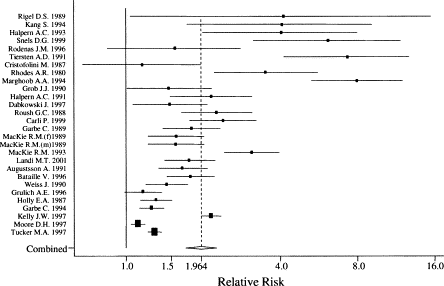 Rigel D.S. 1989
Kang S. 1994
Halpern A.C. 1993
Snels D.G. 1999
Rodenas J.M. 1996
Tiersten A.D. 1991
Cristofolini M. 1987
Rhodes A.R. 1980
Marghoob A.A. 1994
Grob J.J. 1990
Halpern A.C. 1991
Dabkowski J. 1997
Roush G.C. 1988
Carli P. 1999
Garbe C. 1989
MacKie R.M.(f)1989
MacKie R.M.(m)1989
MacKie R.M. 1993
Landi M.T. 2001
Augustsson A. 1991
Bataille V. 1996
Weiss J. 1990
Grulich A.E. 1996
Holly E.A. 1987
Garbe C. 1994
Kelly J.W. 1997
Moore D.H. 1997
Tucker M.A. 1997
Combined
1.0 1.5 1.964 4.0 8.0 16.0
Relative Risk